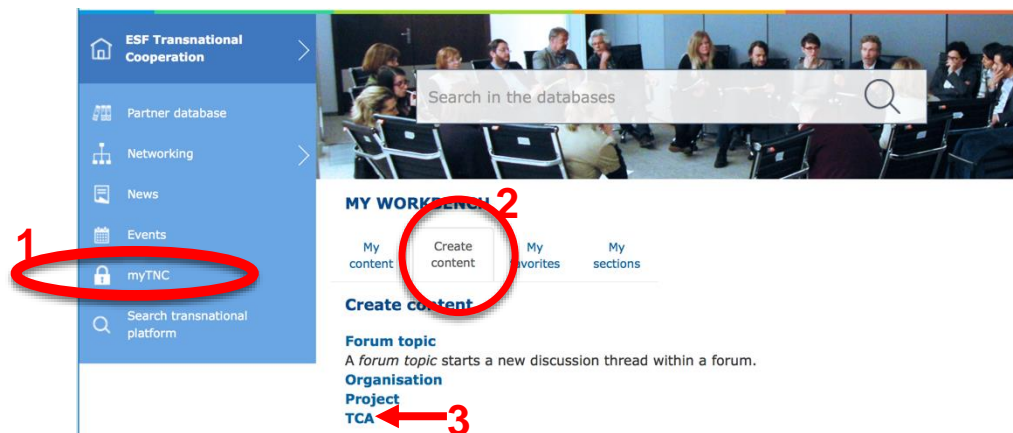 ESF Transnational
Cooperation
Partner database
Networking
News
Events
1
myTNC
Search transnational
platform
Search in the databases
MY WORKBENCH
2
My
content
Create
content
My
favorites
My
sections
Create content
Forum topic
A forum topic starts a new discussion thread within a forum.
Organisation
Project
TCA
3